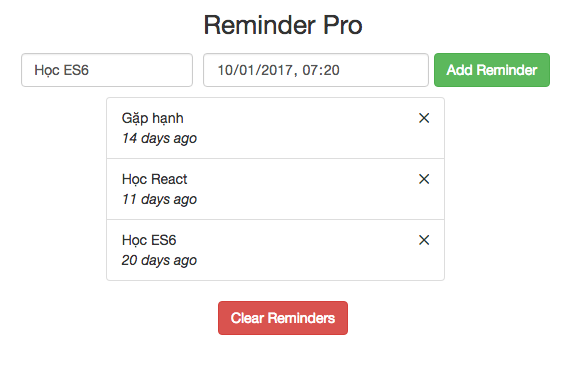 Reminder Pro
Học ES6
10/01/2017, 07:20
Add Reminder
Gặp hạnh
14 days ago
Học React
11 days ago
Học ES6
20 days ago
Clear Reminders